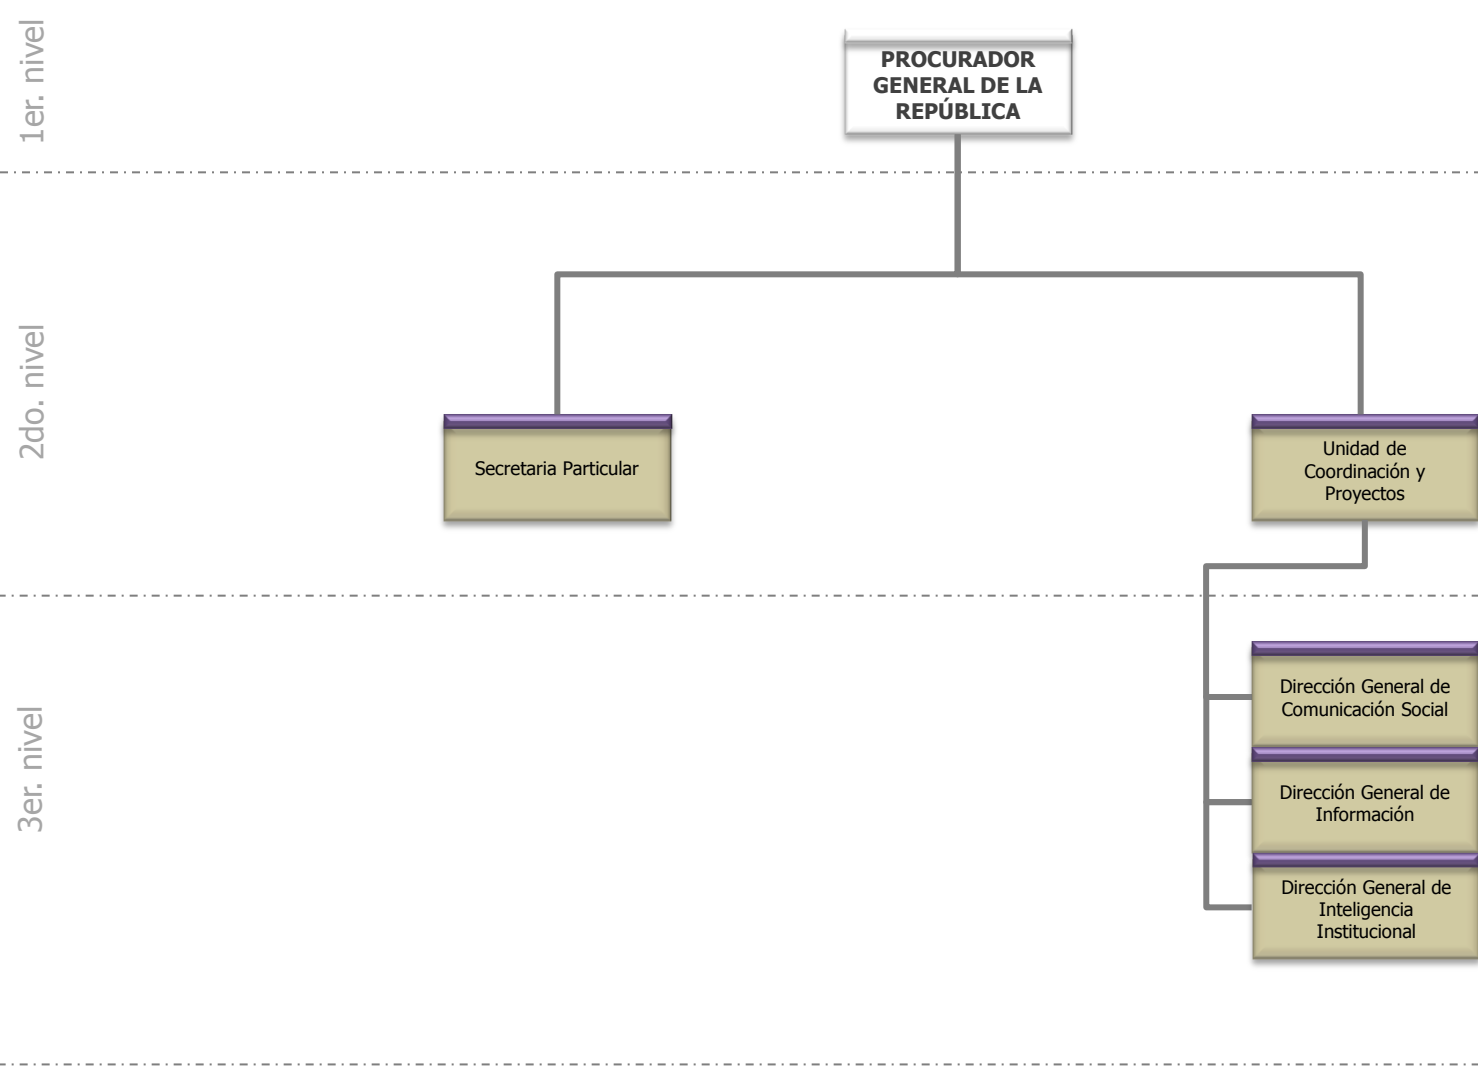 1er. nivel
PROCURADOR
GENERAL DE LA
REPÚBLICA
2do. nivel
Secretaria Particular
Unidad de
Coordinación y
Proyectos
3er. nivel
Dirección General de
Comunicación Social
Dirección General de
Información
Dirección General de
Inteligencia
Institucional